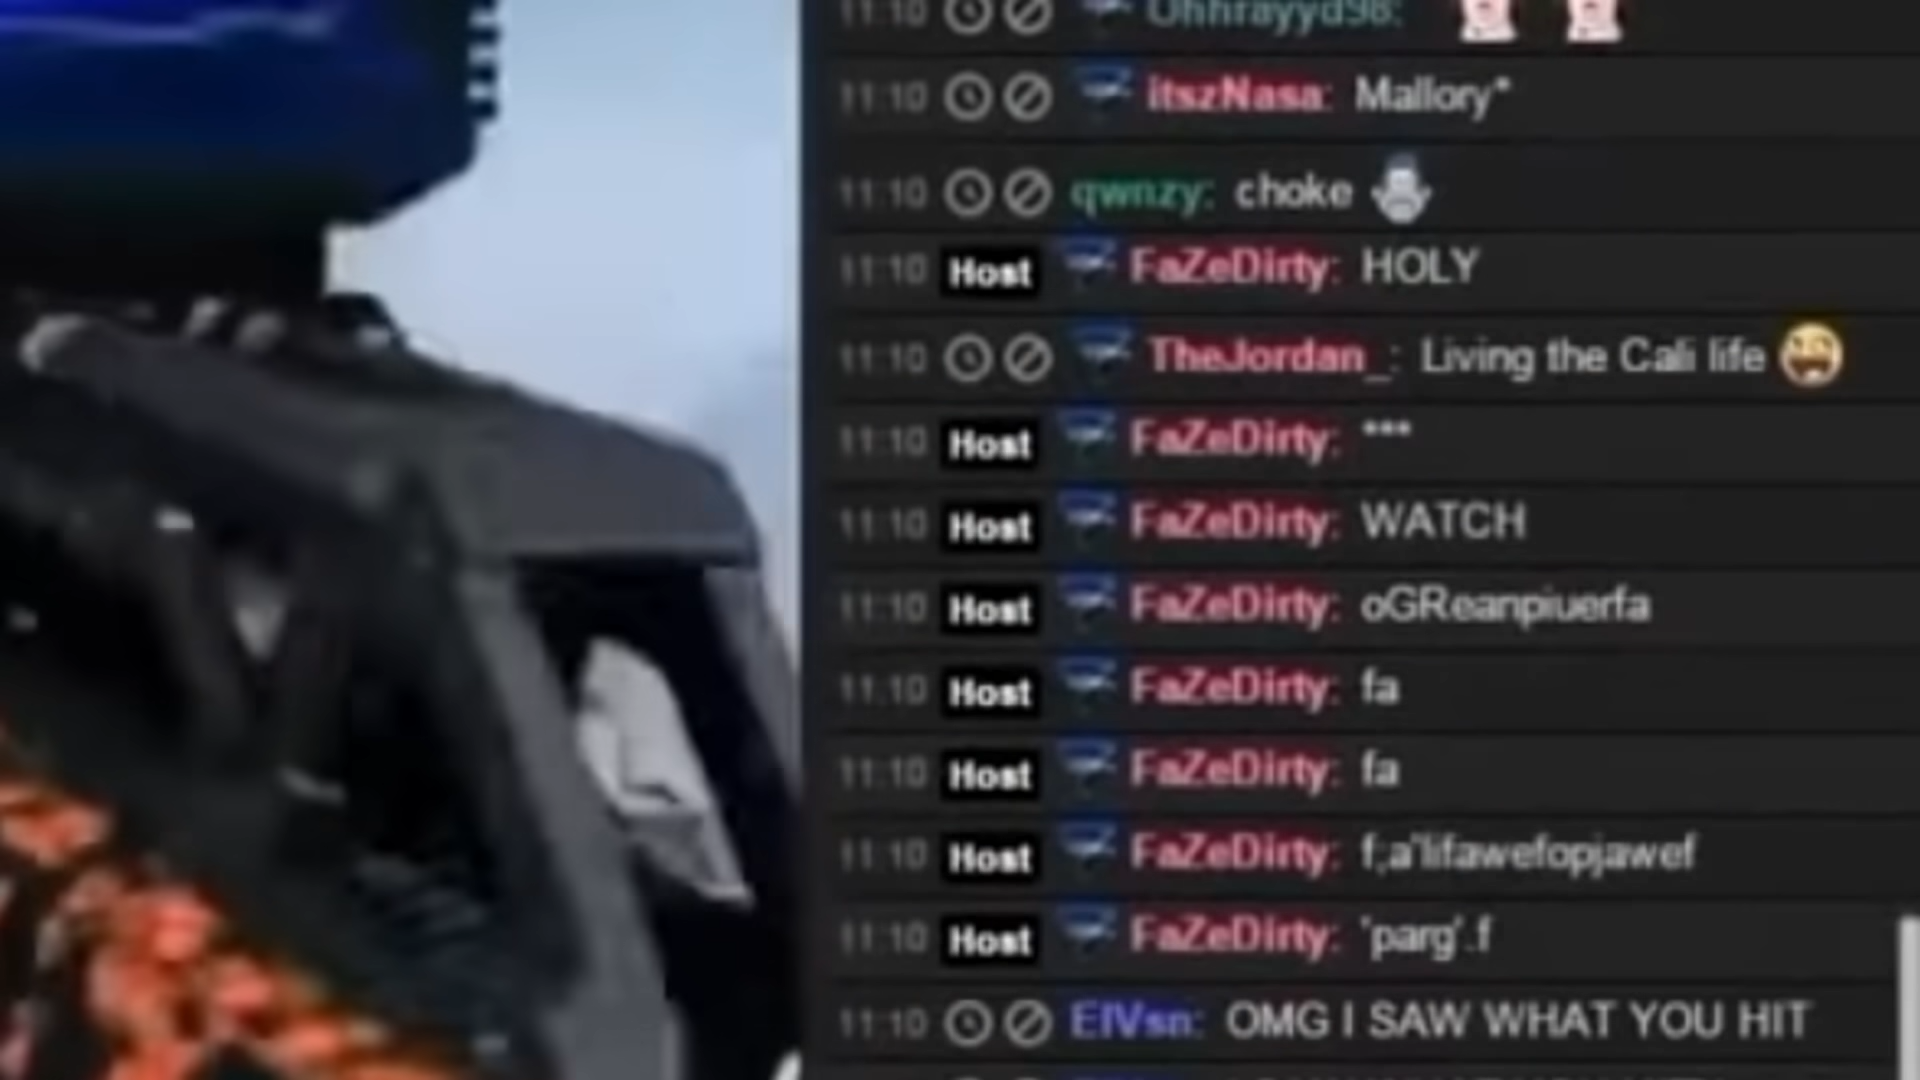 11:10 Ohhrayyd98:
11:10 itszNasa: Mallory*
11:10 qwnzy: choke
11:10 Host FaZeDirty: HOLY
11:10 TheJordan_: Living the Cali life
11:10 Host FaZeDirty: ***
11:10 Host FaZeDirty: WATCH
11:10 Host FaZeDirty: oGReanpiuerfa
11:10 Host FaZeDirty: fa
11:10 Host FaZeDirty: fa
11:10 Host FaZeDirty: f,a'lifawefopjawef
11:10 Host FaZeDirty: 'parg'.f
11:10 ElVsn: OMG I SAW WHAT YOU HIT